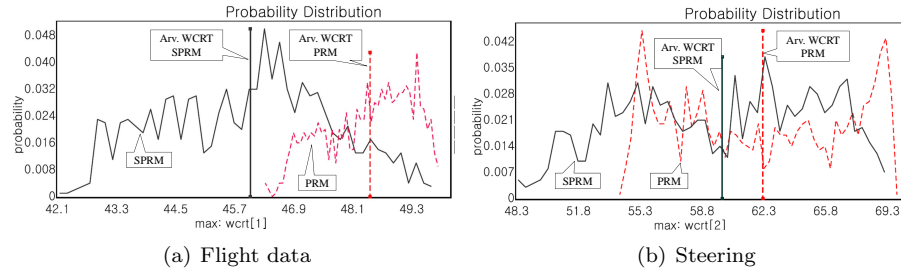 Probability Distribution
Arv. WCRT
SPRM
Arv. WCRT
PRM
0.048
0.040
0.032
0.024
0.016
0.008
0
probability
SPRM
PRM
42.1 43.3 44.5 45.7 46.9 48.1 49.3
max: wcrt[1]
(a) Flight data
Probability Distribution
Arv. WCRT
SPRM
Arv. WCRT
PRM
0.042
0.035
0.028
0.021
0.014
0.007
0
probability
SPRM
PRM
48.3 51.8 55.3 58.8 62.3 65.8 69.3
max: wcrt[2]
(b) Steering